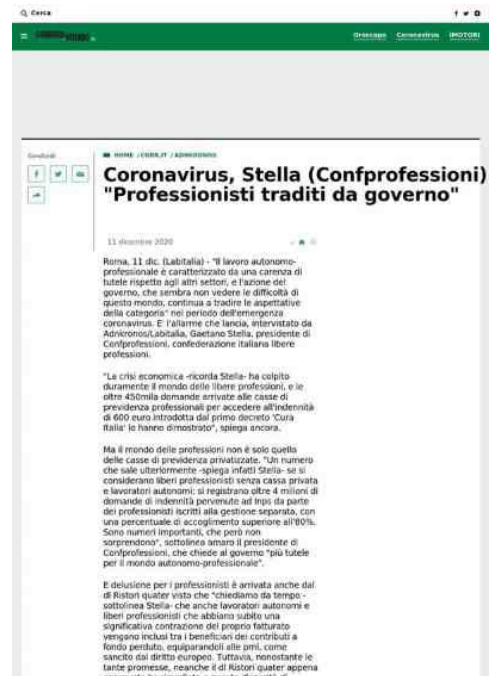 Cerca
Oroscopo Coronavirus IMOTORI
Condividi
HOME / CORR.IT / ADNKRONOS
Coronavirus, Stella (Confprofessioni)
"Professionisti traditi da governo"
11 dicembre 2020
Roma, 11 dic. (Labitalia) - "Il lavoro autonomo-
professionale è caratterizzato da una carenza di
tutele rispetto agli altri settori, e l'azione del
governo, che sembra non vedere le difficoltà di
questo mondo, continua a tradire le aspettative
della categoria" nel periodo dell'emergenza
coronavirus. E' l'allarme che lancia, intervistato da
Adnkronos/Labitalia, Gaetano Stella, presidente di
Confprofessioni, confederazione italiana libere
professioni.
"La crisi economica -ricorda Stella- ha colpito
duramente il mondo delle libere professioni, e le
oltre 450mila domande arrivate alle casse di
previdenza professionali per accedere all'indennità
di 600 euro introdotta dal primo decreto 'Cura
Italia' lo hanno dimostrato", spiega ancora.
Ma il mondo delle professioni non è solo quella
delle casse di previdenza privatizzate. "Un numero
che sale ulteriormente -spiega infatti Stella- se si
considerano liberi professionisti senza cassa privata
e lavoratori autonomi; si registrano oltre 4 milioni di
domande di indennità pervenute ad Inps da parte
dei professionisti iscritti alla gestione separata, con
una percentuale di accoglimento superiore all'80%.
Sono numeri importanti, che però non
sorprendono", sottolinea amaro il presidente di
Confprofessioni, che chiede al governo "più tutele
per il mondo autonomo-professionale".
E delusione per i professionisti è arrivata anche dal
dl Ristori quater visto che "chiediamo da tempo -
sottolinea Stella- che anche lavoratori autonomi e
liberi professionisti che abbiano subito una
significativa contrazione del proprio fatturato
vengano inclusi tra i beneficiari dei contributi a
fondo perduto, equiparandoli alle pmi, come
sancito dal diritto europeo. Tuttavia, nonostante le
tante promesse, neanche il dl Ristori quater appena